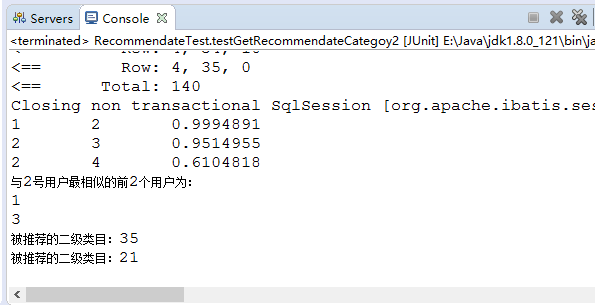 Servers Console
<terminated> RecommendateTest.testGetRecommendateCategoy2 [JUnit] E:\Java\jdk1.8.0_121\bin\ja
<== Row: 4, 35, 0
<== Total: 140
Closing non transactional SqlSession [org.apache.ibatis.ses
1 2 0.9994891
2 3 0.9514955
2 4 0.6104818
与2号用户最相似的前2个用户为:
1
3
被推荐的二级类目: 35
被推荐的二级类目: 21